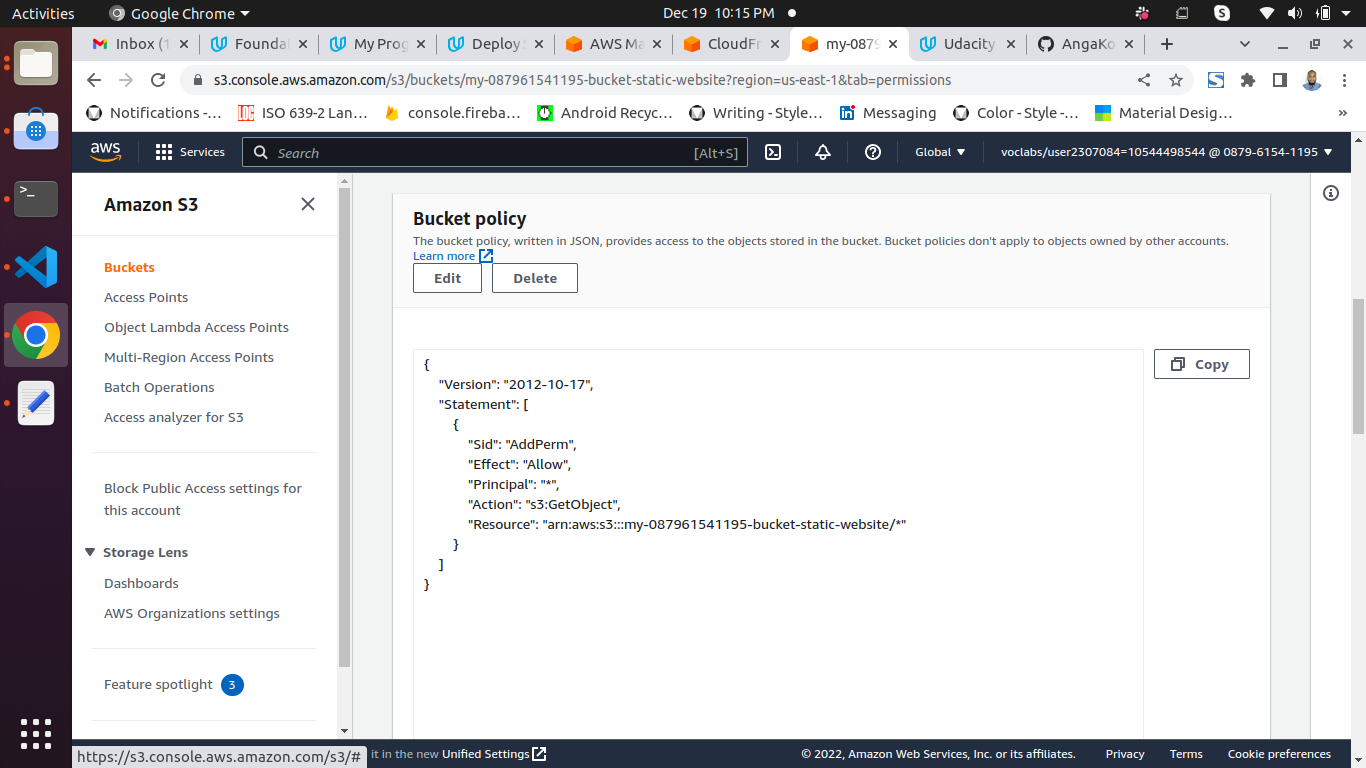 Activities Google Chrome Dec 19 10:15 PM
Inbox (1 Founda My Prog Deploy AWS Ma CloudFr my-0879 Udacity AngaKo
s3.console.aws.amazon.com/s3/buckets/my-087961541195-bucket-static-website?region=us-east-1&tab=permissions
Notifications -... ISO 639-2 Lan... console.fireba... Android Recyc... Writing - Style... Messaging Color - Style -... Material Desig... »
aws Services Search [Alt+S] Global voclabs/user2307084=10544498544 @ 0879-6154-1195
Amazon S3
Buckets
Access Points
Object Lambda Access Points
Multi-Region Access Points
Batch Operations
Access analyzer for S3
Block Public Access settings for
this account
Storage Lens
Dashboards
AWS Organizations settings
Feature spotlight 3
Bucket policy
The bucket policy, written in JSON, provides access to the objects stored in the bucket. Bucket policies don't apply to objects owned by other accounts.
Learn more
Edit Delete
Copy
{
"Version": "2012-10-17",
"Statement": [
{
"Sid": "AddPerm",
"Effect": "Allow",
"Principal": "*",
"Action": "s3:GetObject",
"Resource": "arn:aws:s3:::my-087961541195-bucket-static-website/*"
}
]
}
https://s3.console.aws.amazon.com/s3/# it in the new Unified Settings © 2022, Amazon Web Services, Inc. or its affiliates. Privacy Terms Cookie preferences